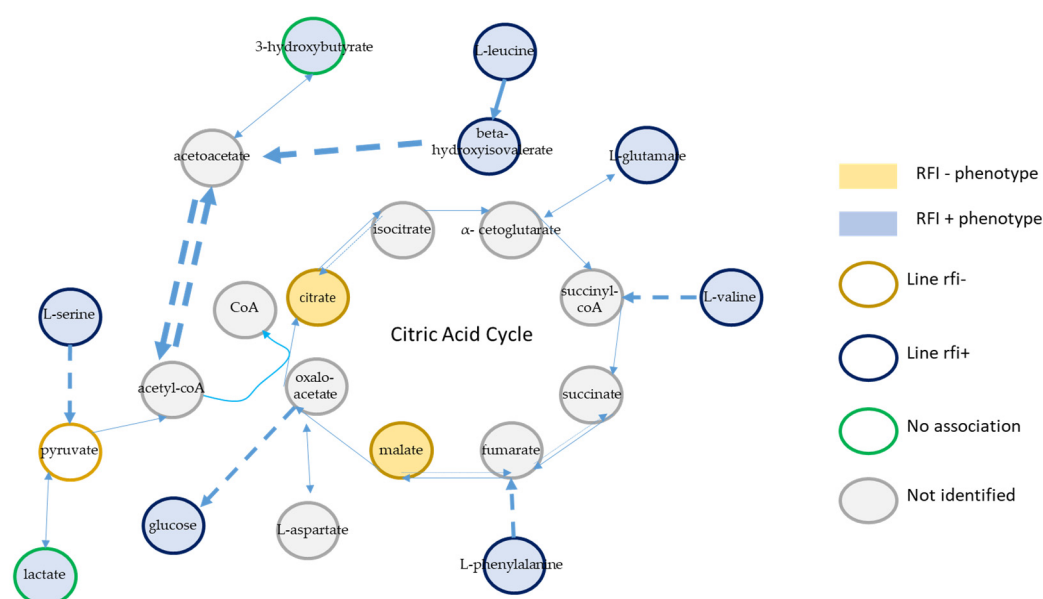 3-hydroxybutyrate
L-leucine
acetoacetate
beta-
hydroxyisovalerate
L-glutamate
isocitrate
α- cetoglutarate
citrate
CoA
succinyl-
coA
L-valine
L-serine
Citric Acid Cycle
acetyl-coA
oxalo-
acetate
succinate
pyruvate
malate
fumarate
glucose
L-aspartate
L-phenylalanine
lactate
RFI - phenotype
RFI + phenotype
Line rfi-
Line rfi+
No association
Not identified